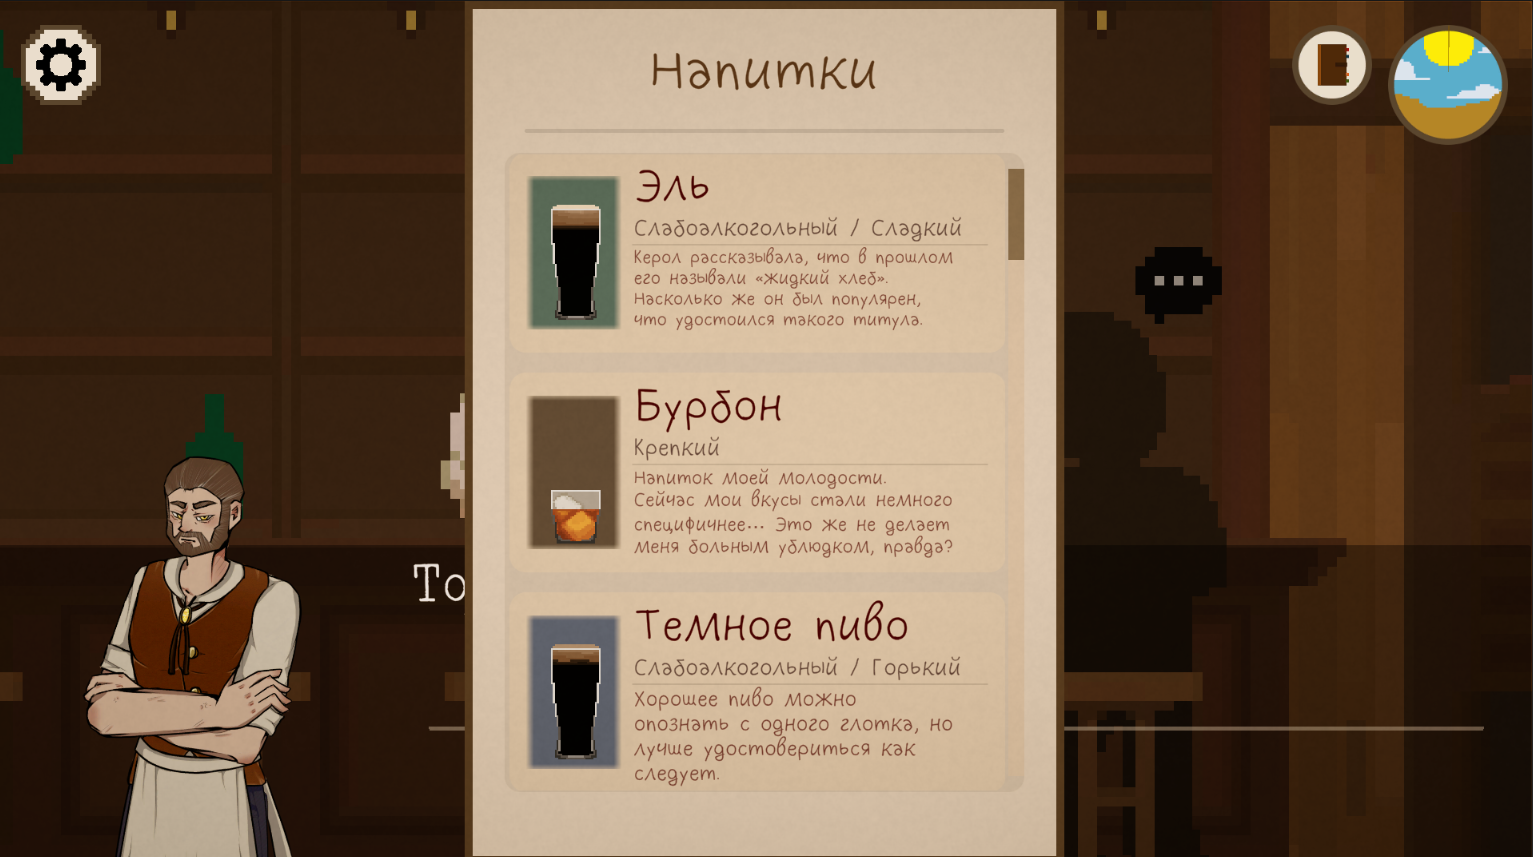 Напитки
Эль
Слабоалкогольный / Сладкий
Керол рассказывала, что в прошлом
его называли «жидкий хлеб».
Насколько же он был популярен,
что удостоился такого титула.
Бурбон
Крепкий
Напиток моей молодости.
Сейчас мои вкусы стали немного
специфичнее... Это же не делает
меня больным ублюдком, правда?
То
Темное пиво
Слабоалкогольный / Горький
Хорошее пиво можно
опознать с одного глотка, но
лучше удостовериться как
следует.